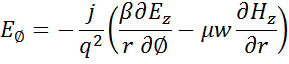 E_∅ = − j/q² ( β∂E_z / r ∂∅ − μw ∂H_z / ∂r )